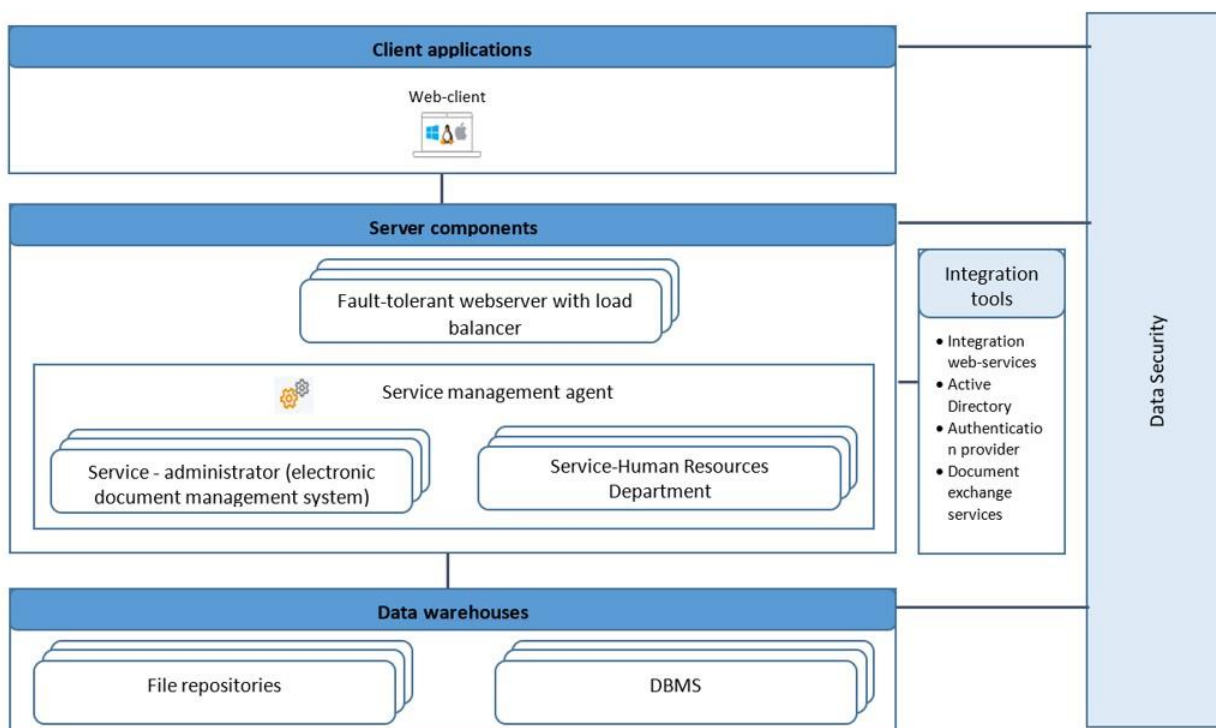 Client applications
Web-client
Server components
Fault-tolerant webserver with load
balancer
Service management agent
Service - administrator (electronic
document management system)
Service-Human Resources
Department
Integration
tools
• Integration
web-services
• Active
Directory
• Authenticatio
n provider
• Document
exchange
services
Data warehouses
File repositories
DBMS
Data Security